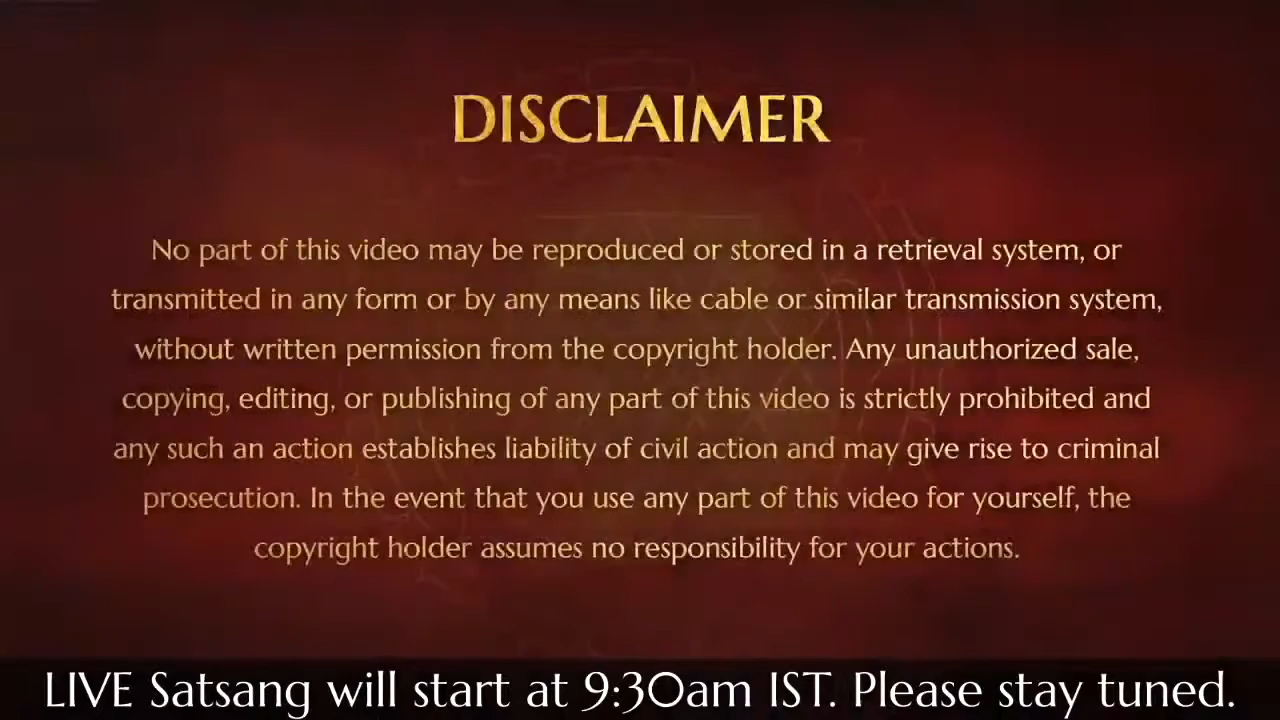 DISCLAIMER
No part of this video may be reproduced or stored in a retrieval system, or
transmitted in any form or by any means like cable or similar transmission system,
without written permission from the copyright holder. Any unauthorized sale,
copying, editing, or publishing of any part of this video is strictly prohibited and
any such an action establishes liability of civil action and may give rise to criminal
prosecution. In the event that you use any part of this video for yourself, the
copyright holder assumes no responsibility for your actions.
LIVE Satsang will start at 9:30am IST. Please stay tuned.